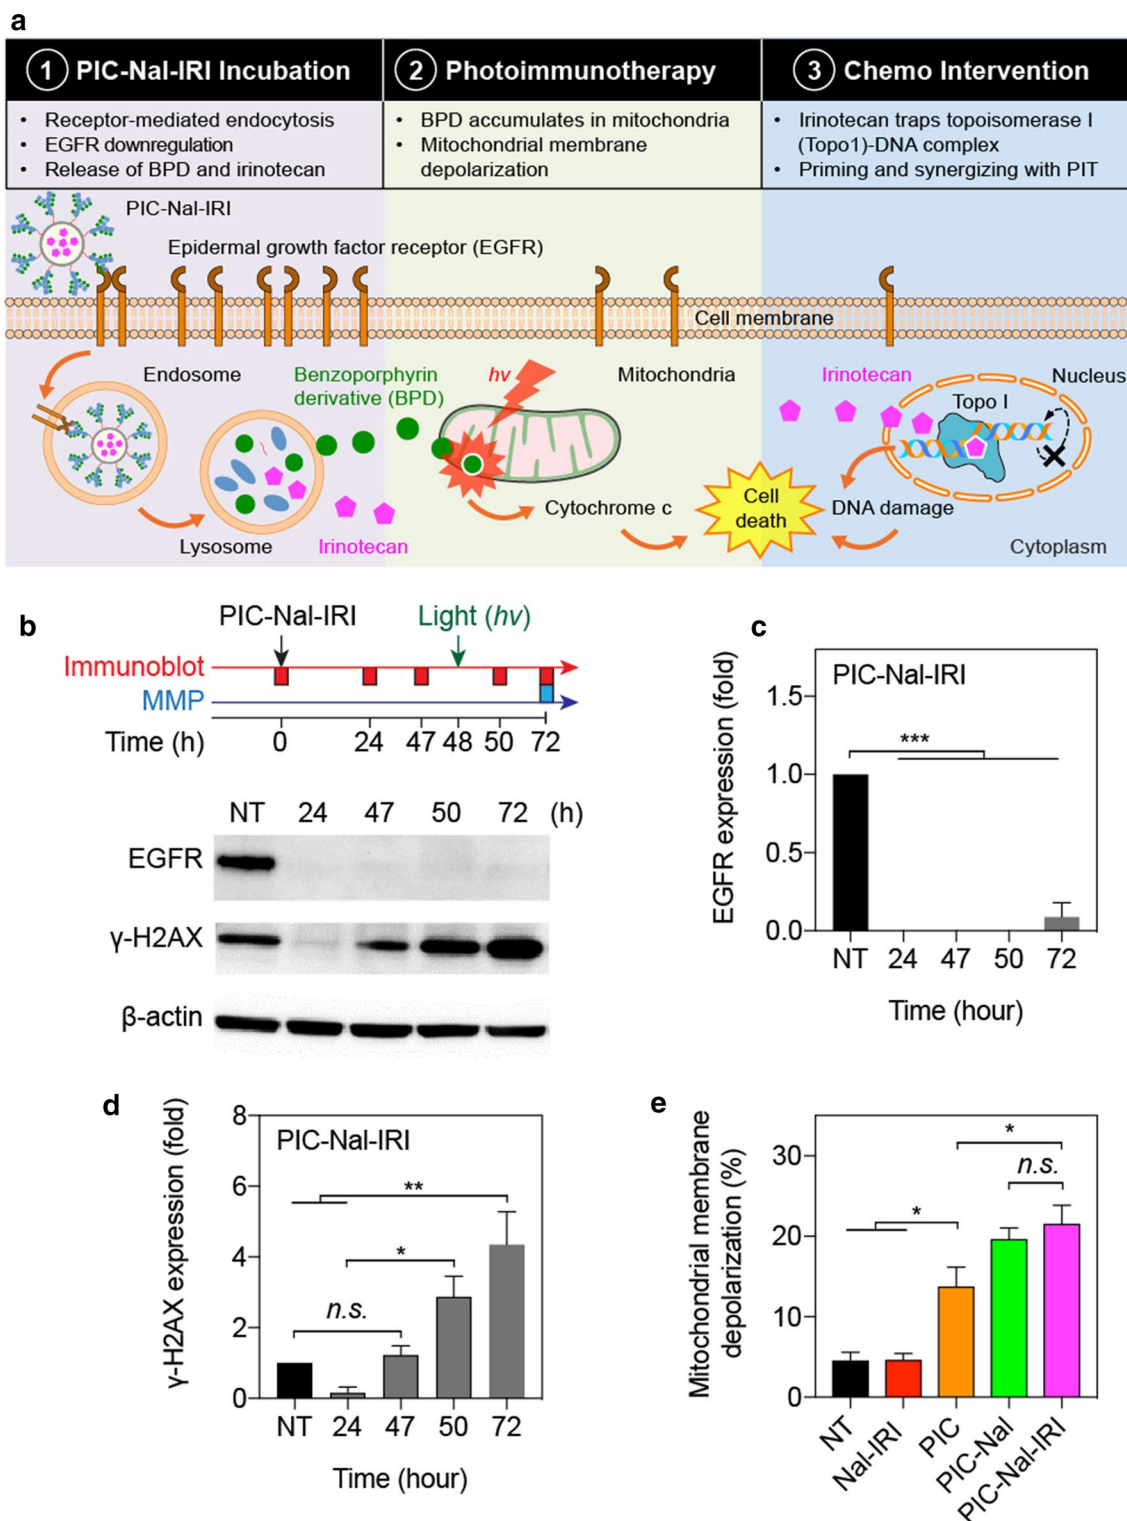 a
1 PIC-Nal-IRI Incubation
• Receptor-mediated endocytosis
• EGFR downregulation
• Release of BPD and irinotecan
2 Photoimmunotherapy
• BPD accumulates in mitochondria
• Mitochondrial membrane
depolarization
3 Chemo Intervention
• Irinotecan traps topoisomerase I
(Topo1)-DNA complex
• Priming and synergizing with PIT
PIC-Nal-IRI
Epidermal growth factor receptor (EGFR)
Cell membrane
Endosome
Benzoporphyrin
derivative (BPD)
hv
Mitochondria
Irinotecan
Nucleus
Topo I
Cytochrome c
Cell
death
DNA damage
Lysosome
Irinotecan
Cytoplasm
b
PIC-Nal-IRI
Light (hv)
Immunoblot
MMP
Time (h) 0 24 47 48 50 72
NT 24 47 50 72 (h)
EGFR
γ-H2AX
β-actin
c
PIC-Nal-IRI
EGFR expression (fold)
1.5
1.0
0.5
0.0
***
NT 24 47 50 72
Time (hour)
d
PIC-Nal-IRI
γ-H2AX expression (fold)
8
6
4
2
0
**
*
n.s.
NT 24 47 50 72
Time (hour)
e
Mitochondrial membrane
depolarization (%)
30
20
10
0
*
n.s.
*
NT
Nal-IRI
PIC
PIC-Nal
PIC-Nal-IRI